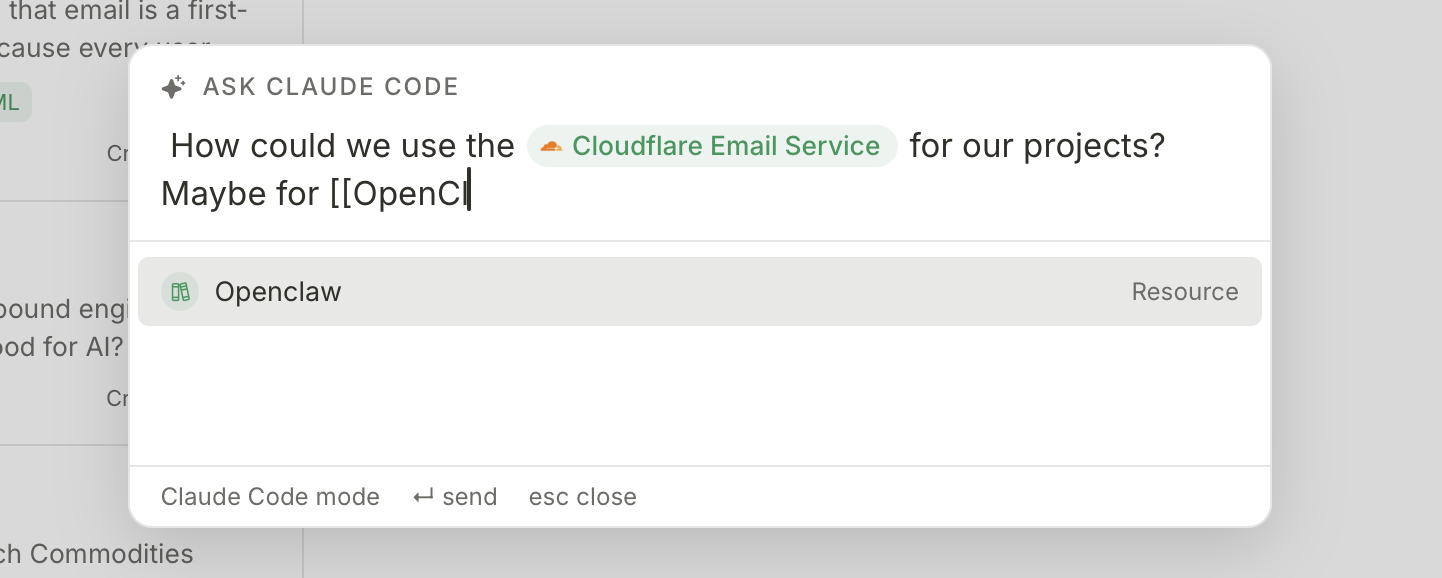 that email is a first-
cause every user
ML
ASK CLAUDE CODE
How could we use the Cloudflare Email Service for our projects?
Maybe for [[OpenCl
Openclaw
Resource
bound engi
ood for AI?
Cr
Cr
Claude Code mode
↵ send
esc close
ch Commodities